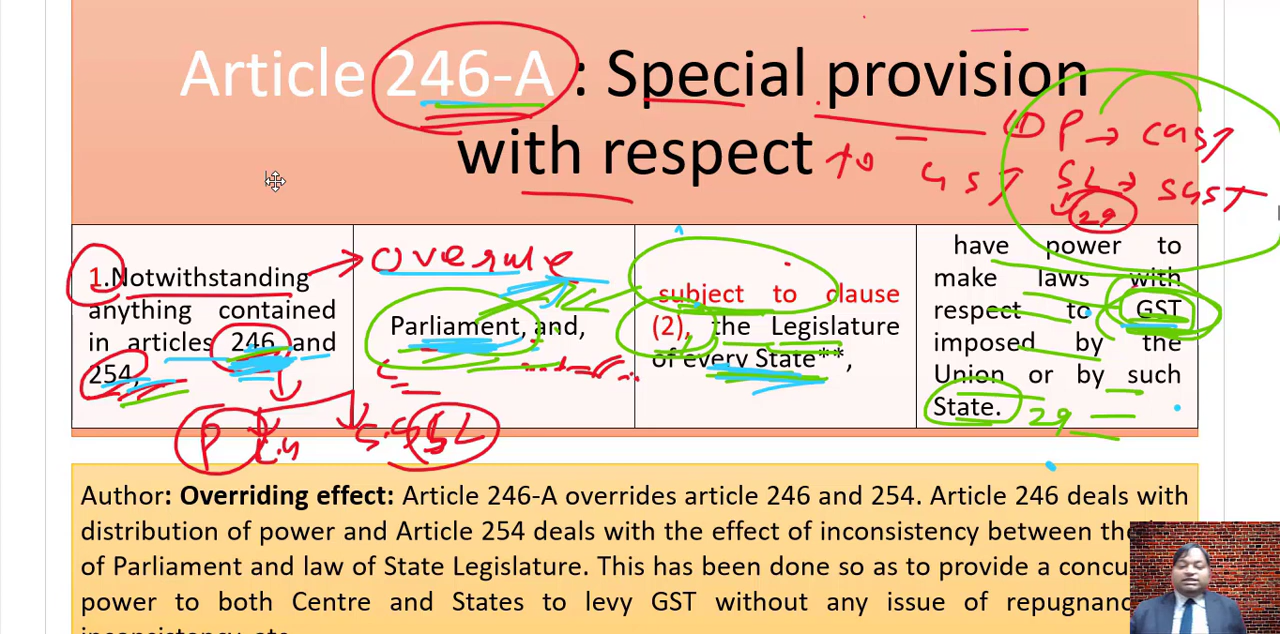 Article 246-A : Special provision
with respect to GST
(1) P → CGST
SL → SGST
29
1.Notwithstanding
anything contained
in articles 246 and
254,
overrule
Parliament, and,
subject to clause
(2), the Legislature
of every State**,
have power to
make laws with
respect to GST
imposed by the
Union or by such
State. 29
P
SL
Author: Overriding effect: Article 246-A overrides article 246 and 254. Article 246 deals with
distribution of power and Article 254 deals with the effect of inconsistency between the
of Parliament and law of State Legislature. This has been done so as to provide a
power to both Centre and States to levy GST without any issue of